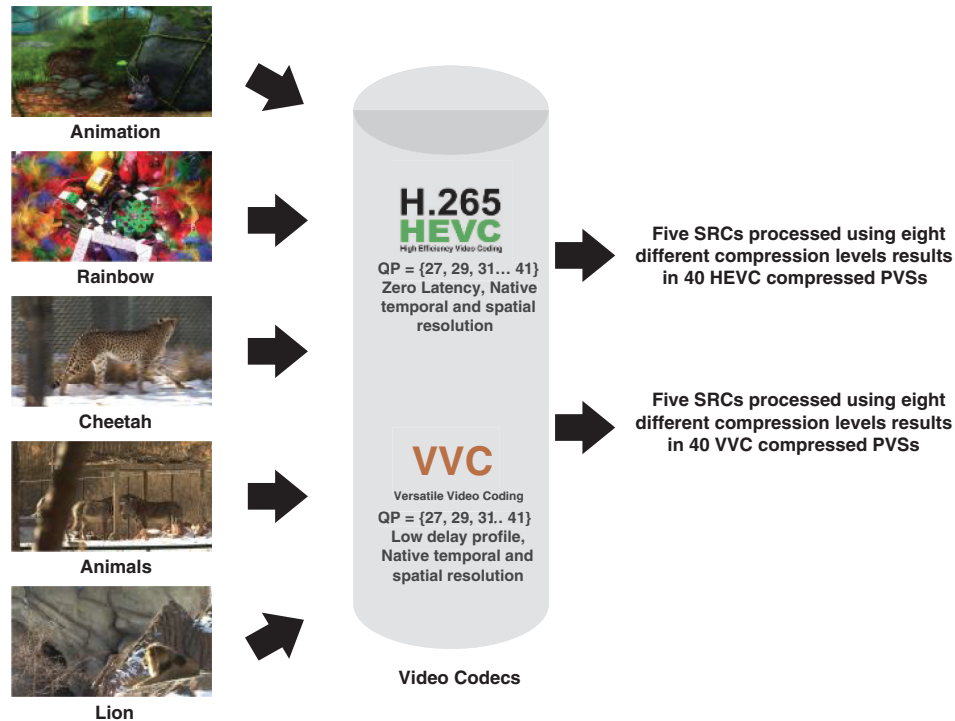 Animation
Rainbow
Cheetah
Animals
Lion
H.265
HEVC
High Efficiency Video Coding
QP = {27, 29, 31... 41}
Zero Latency, Native
temporal and spatial
resolution
VVC
Versatile Video Coding
QP = {27, 29, 31.. 41}
Low delay profile,
Native temporal and
spatial resolution
Video Codecs
Five SRCs processed using eight
different compression levels results
in 40 HEVC compressed PVSs
Five SRCs processed using eight
different compression levels results
in 40 VVC compressed PVSs